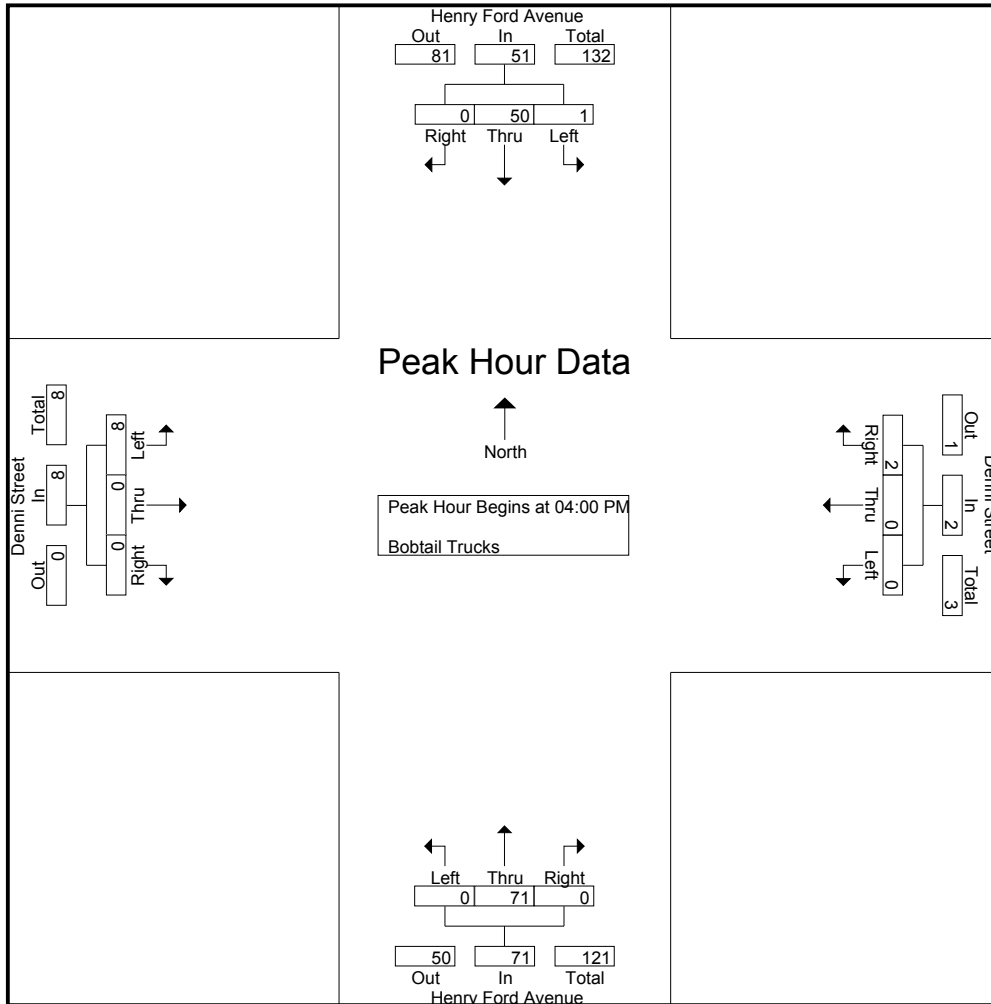 Henry Ford Avenue
Out In Total
81 51 132
0 50 1
Right Thru Left
Peak Hour Data
North
Peak Hour Begins at 04:00 PM
Bobtail Trucks
Denni Street
Total In Out
8 8 0
8 0 0
Left Thru Right
Denni Street
Out In Total
1 2 3
2 0 0
Right Thru Left
Left Thru Right
0 71 0
50 71 121
Out In Total
Henry Ford Avenue